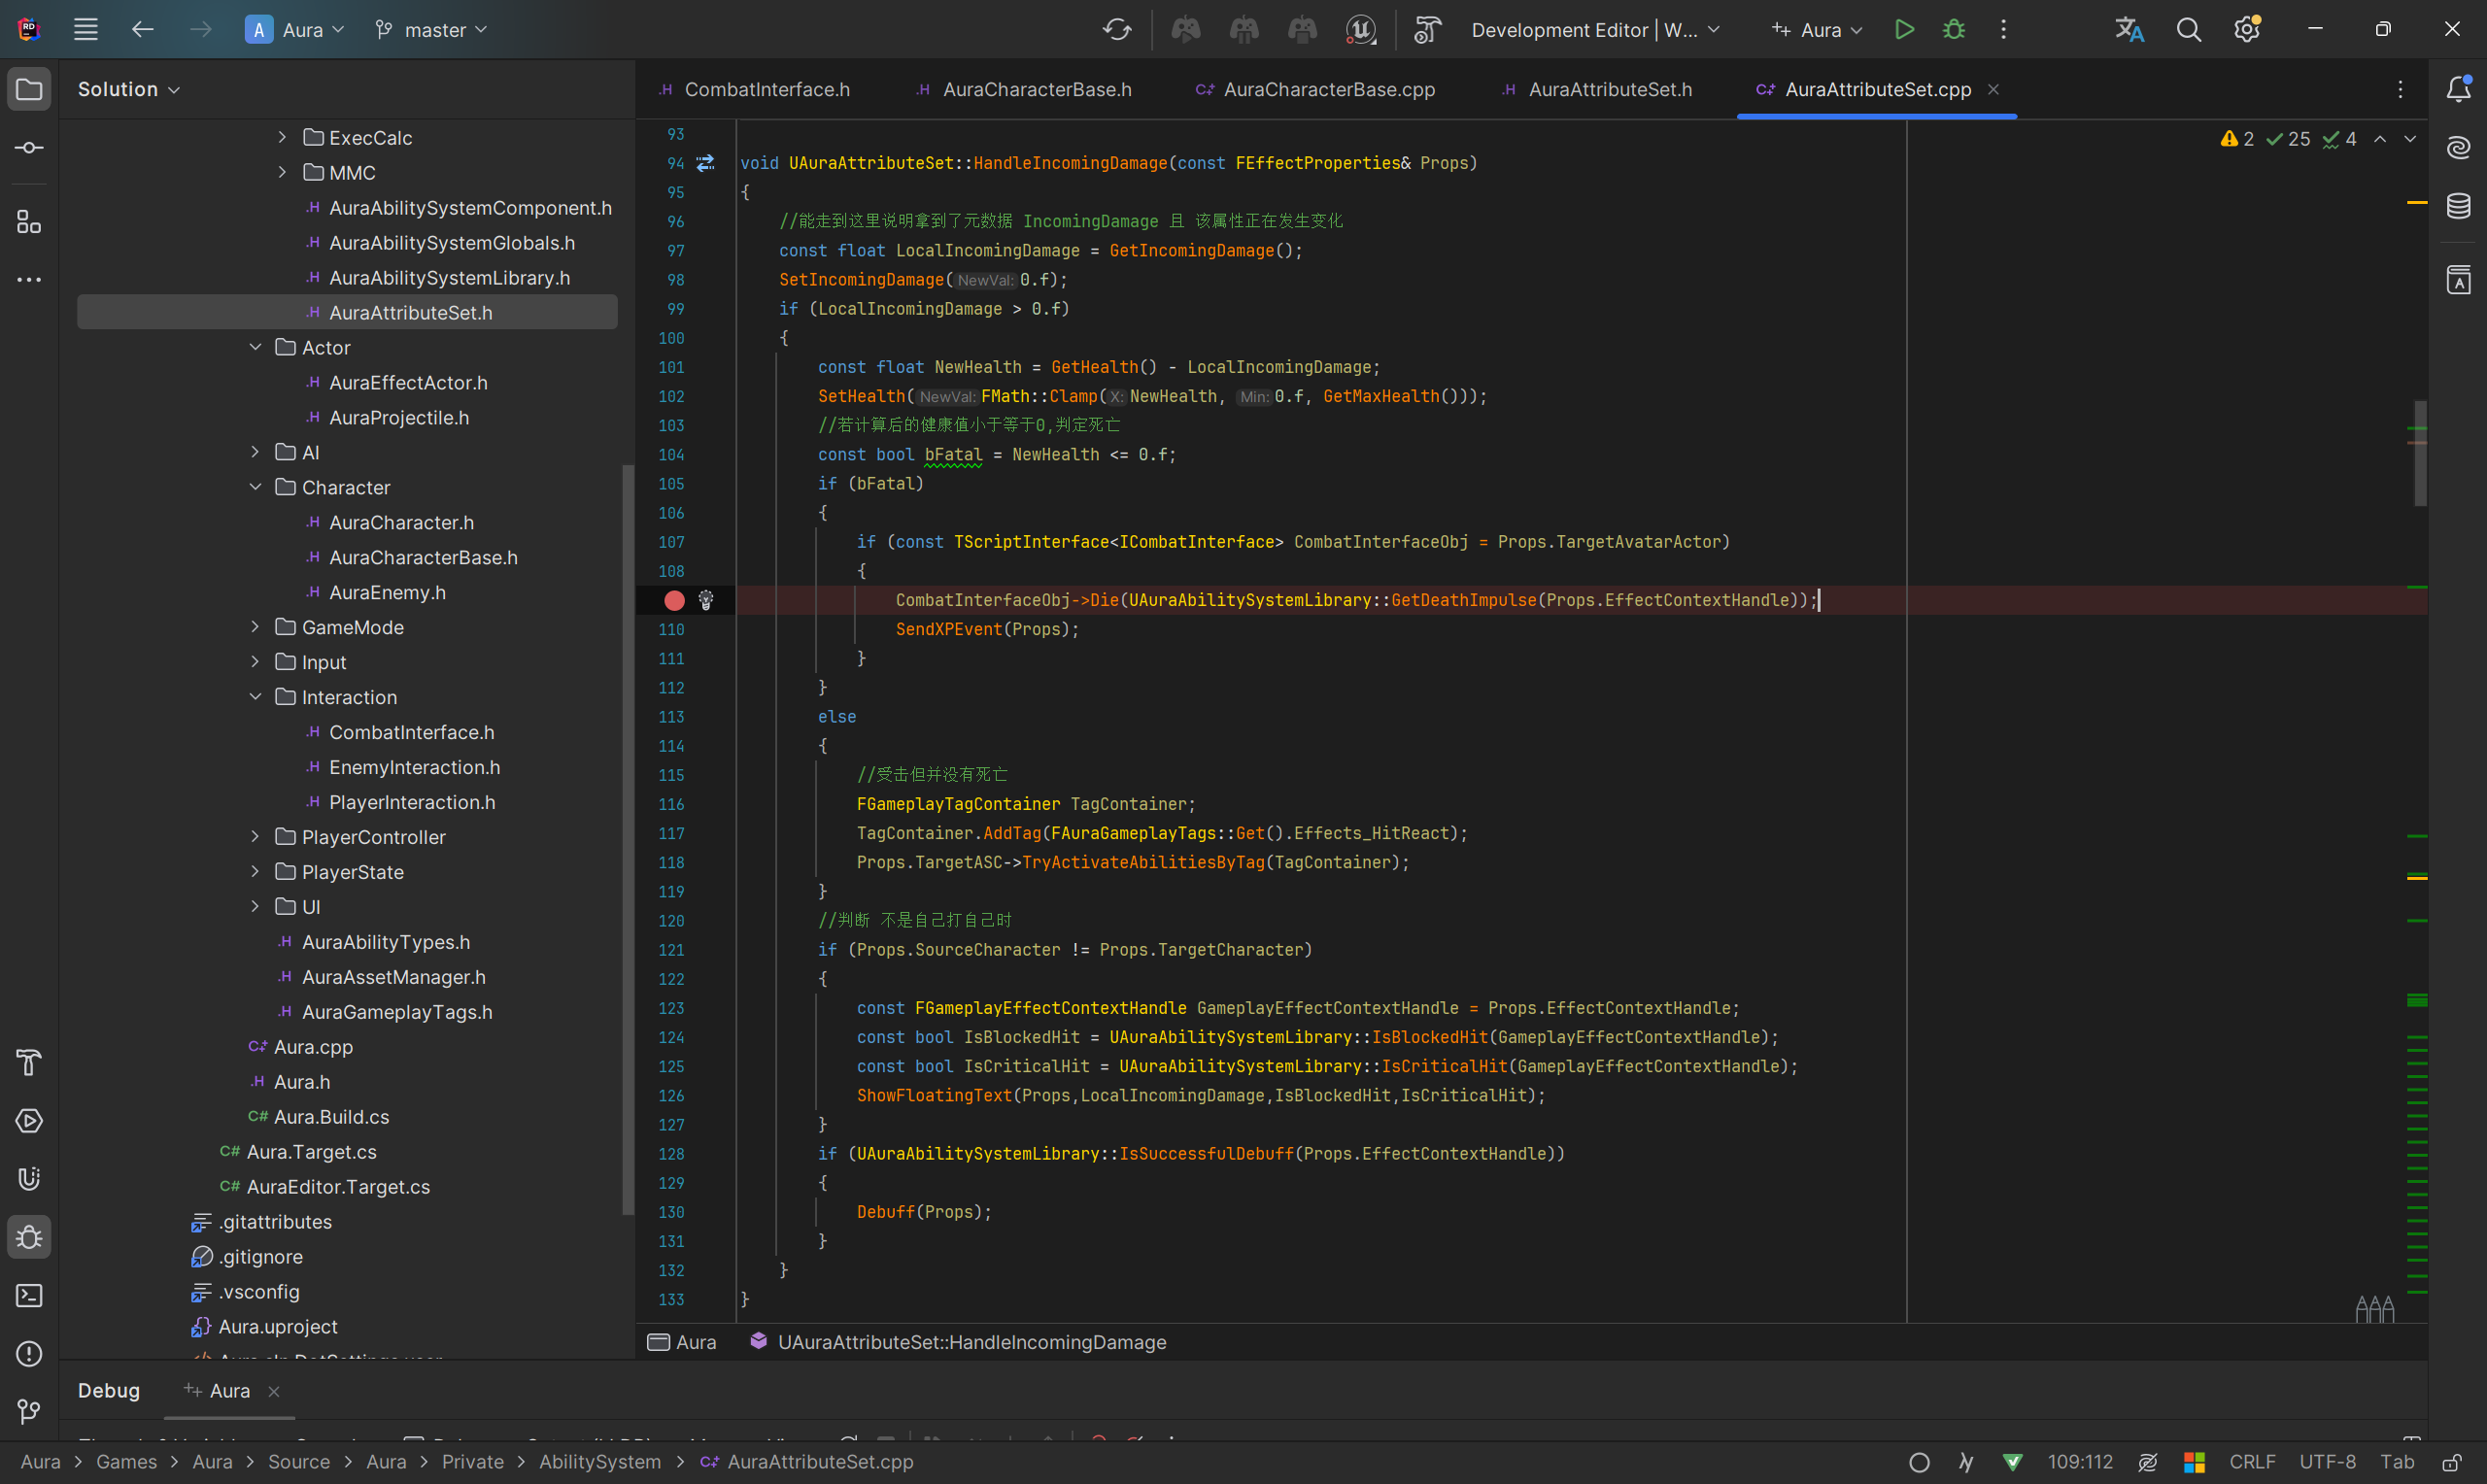 A Aura master Development Editor | W... Aura
Solution
CombatInterface.h AuraCharacterBase.h AuraCharacterBase.cpp AuraAttributeSet.h AuraAttributeSet.cpp
ExecCalc
MMC
AuraAbilitySystemComponent.h
AuraAbilitySystemGlobals.h
AuraAbilitySystemLibrary.h
AuraAttributeSet.h
Actor
AuraEffectActor.h
AuraProjectile.h
AI
Character
AuraCharacter.h
AuraCharacterBase.h
AuraEnemy.h
GameMode
Input
Interaction
CombatInterface.h
EnemyInteraction.h
PlayerInteraction.h
PlayerController
PlayerState
UI
AuraAbilityTypes.h
AuraAssetManager.h
AuraGameplayTags.h
Aura.cpp
Aura.h
Aura.Build.cs
Aura.Target.cs
AuraEditor.Target.cs
.gitattributes
.gitignore
.vsconfig
Aura.uproject
2 25 4
93
94 void UAuraAttributeSet::HandleIncomingDamage(const FEffectProperties& Props)
95 {
96 //能走到这里说明拿到了元数据 IncomingDamage 且 该属性正在发生变化
97 const float LocalIncomingDamage = GetIncomingDamage();
98 SetIncomingDamage( NewVal: 0.f);
99 if (LocalIncomingDamage > 0.f)
100 {
101 const float NewHealth = GetHealth() - LocalIncomingDamage;
102 SetHealth( NewVal: FMath::Clamp( X: NewHealth, Min: 0.f, GetMaxHealth()));
103 //若计算后的健康值小于等于0,判定死亡
104 const bool bFatal = NewHealth <= 0.f;
105 if (bFatal)
106 {
107 if (const TScriptInterface<ICombatInterface> CombatInterfaceObj = Props.TargetAvatarActor)
108 {
CombatInterfaceObj->Die(UAuraAbilitySystemLibrary::GetDeathImpulse(Props.EffectContextHandle));
110 SendXPEvent(Props);
111 }
112 }
113 else
114 {
115 //受击但并没有死亡
116 FGameplayTagContainer TagContainer;
117 TagContainer.AddTag(FAuraGameplayTags::Get().Effects_HitReact);
118 Props.TargetASC->TryActivateAbilitiesByTag(TagContainer);
119 }
120 //判断 不是自己打自己时
121 if (Props.SourceCharacter != Props.TargetCharacter)
122 {
123 const FGameplayEffectContextHandle GameplayEffectContextHandle = Props.EffectContextHandle;
124 const bool IsBlockedHit = UAuraAbilitySystemLibrary::IsBlockedHit(GameplayEffectContextHandle);
125 const bool IsCriticalHit = UAuraAbilitySystemLibrary::IsCriticalHit(GameplayEffectContextHandle);
126 ShowFloatingText(Props,LocalIncomingDamage,IsBlockedHit,IsCriticalHit);
127 }
128 if (UAuraAbilitySystemLibrary::IsSuccessfulDebuff(Props.EffectContextHandle))
129 {
130 Debuff(Props);
131 }
132 }
133 }
Aura UAuraAttributeSet::HandleIncomingDamage
Debug Aura
Aura > Games > Aura > Source > Aura > Private > AbilitySystem > AuraAttributeSet.cpp 109:112 CRLF UTF-8 Tab